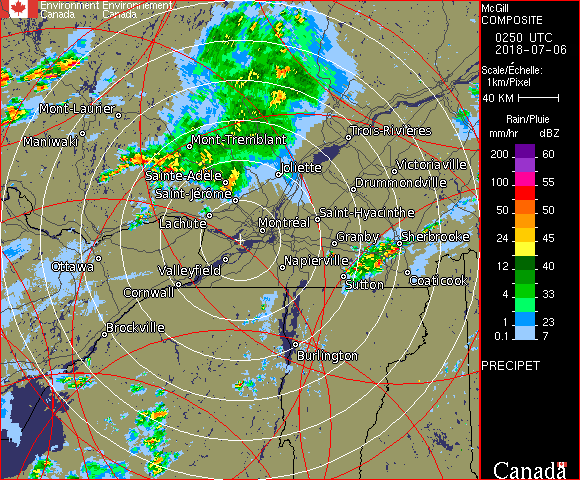 Environment Environnement
Canada Canada
McGill
COMPOSITE
0250 UTC
2018-07-06
Scale/Échelle:
1km/Pixel
40 KM
Rain/Pluie
mm/hr dBZ
200 60
100 55
50 50
24 45
12 40
4 33
1 23
0.1 7
PRECIPET
Canada
Mont-Laurier
Maniwaki
Mont-Tremblant
Trois-Rivières
Sainte-Adèle
Joliette
Victoriaville
Saint-Jérôme
Drummondville
Lachute
Saint-Hyacinthe
Montréal
Granby
Sherbrooke
Ottawa
Valleyfield
Napierville
Cornwall
Sutton
Coaticook
Brockville
Burlington